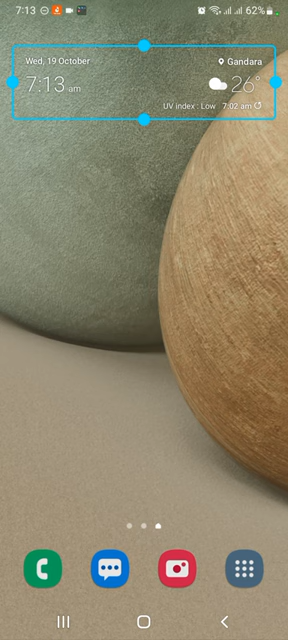 7:13 62%
Wed, 19 October Gandara
7:13 am 26°
UV index : Low 7:02 am